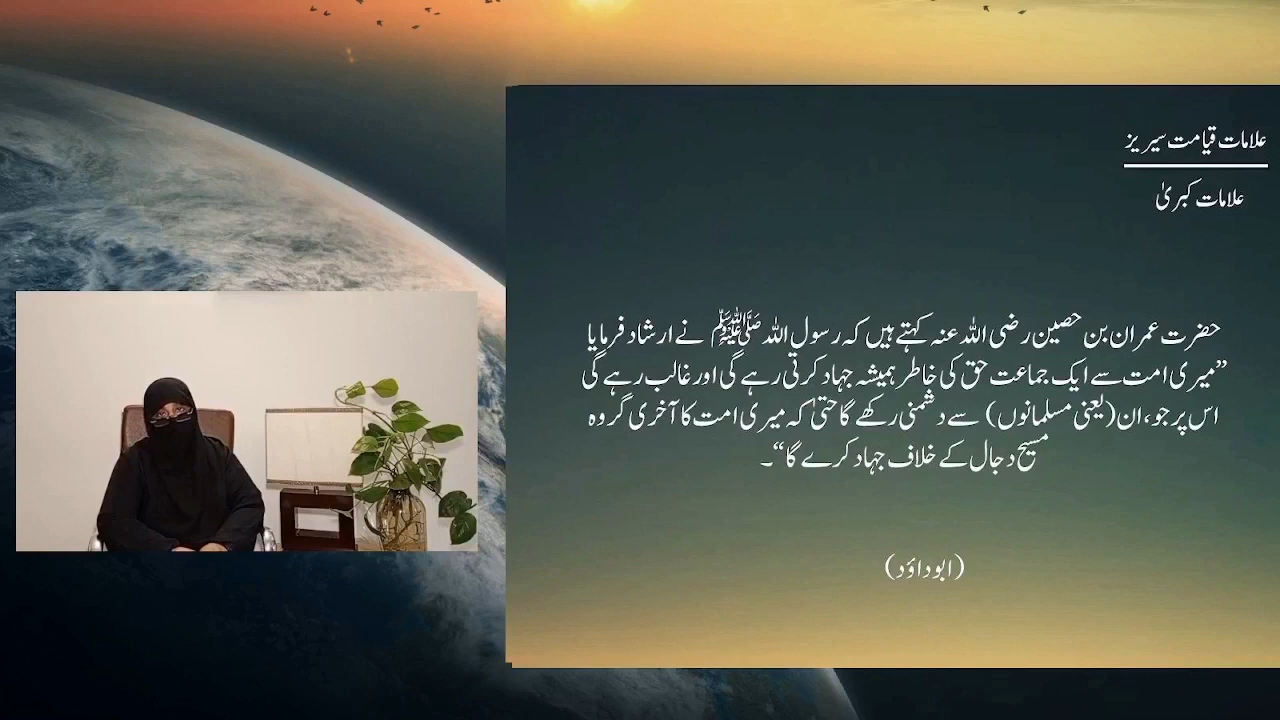 علامات قیامت سیریز
علامات کبریٰ
حضرت عمران بن حصین رضی اللہ عنہ کہتے ہیں کہ رسول اللہ ﷺ نے ارشاد فرمایا
”میری امت سے ایک جماعت حق کی خاطر ہمیشہ جہاد کرتی رہے گی اور غالب رہے گی
اس پر جو، ان (یعنی مسلمانوں) سے دشمنی رکھے گا حتیٰ کہ میری امت کا آخری گروہ
مسیح دجال کے خلاف جہاد کرے گا“۔
(ابوداؤد)